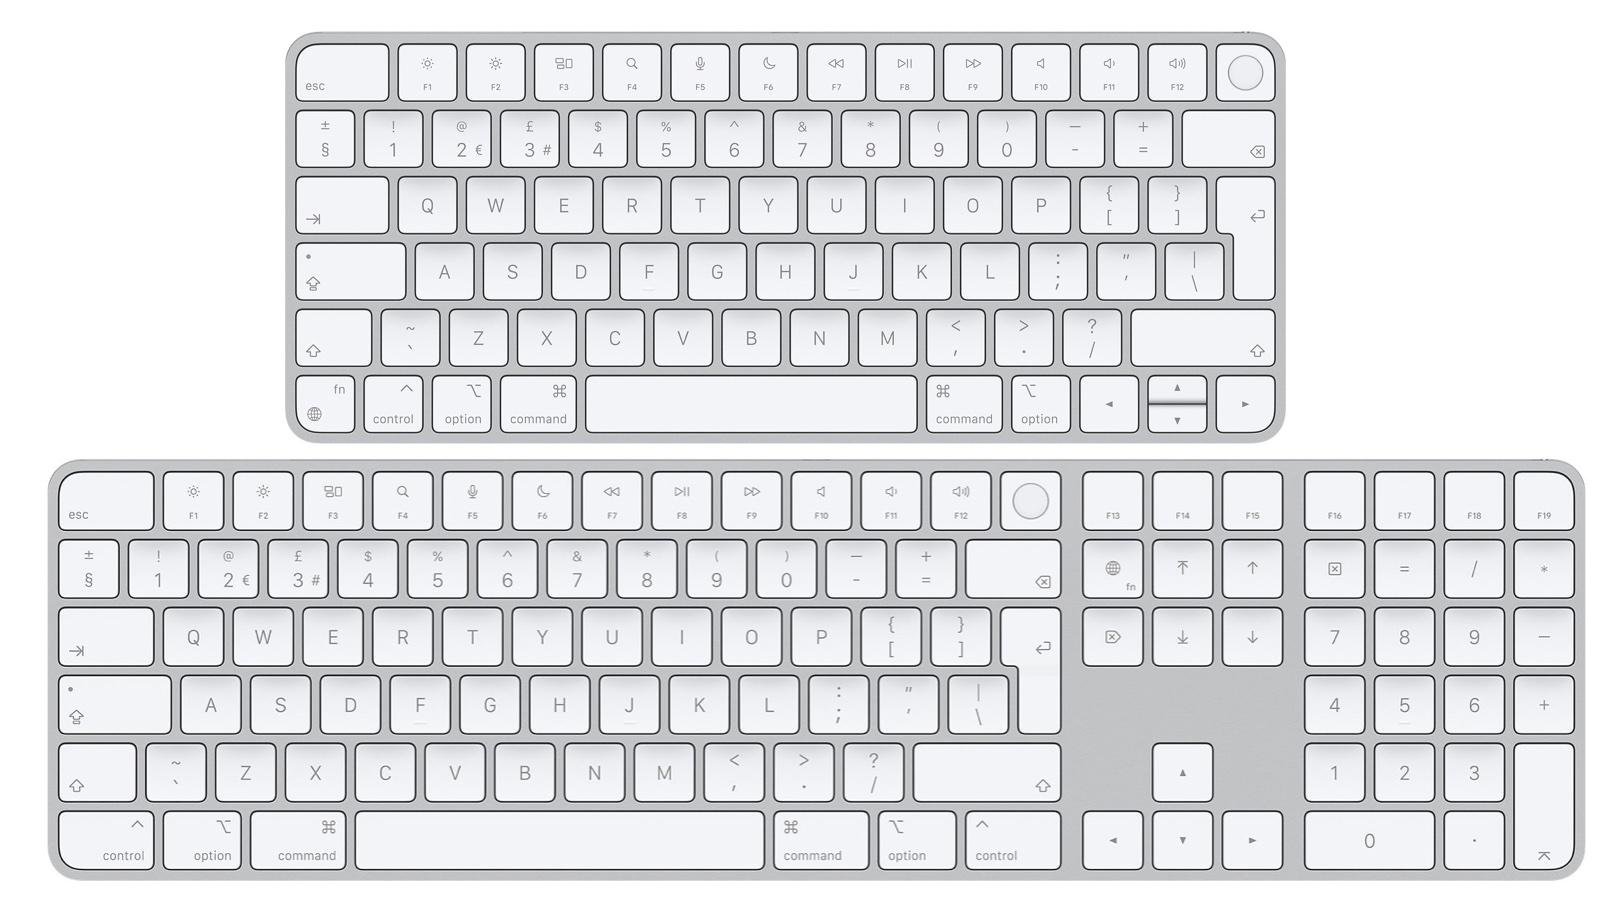 esc F1 F2 F3 F4 F5 F6 F7 F8 F9 F10 F11 F12
± ! @ £ $ % ^ & * ( ) — +
§ 1 2 € 3 # 4 5 6 7 8 9 0 - =
Q W E R T Y U I O P { }
[ ]
A S D F G H J K L : " |
; ' \
~ Z X C V B N M < > ?
` , . /
fn ^ ⌥ ⌘ ⌘ ⌥
control option command command option
esc F1 F2 F3 F4 F5 F6 F7 F8 F9 F10 F11 F12 F13 F14 F15 F16 F17 F18 F19
± ! @ £ $ % ^ & * ( ) — +
§ 1 2 € 3 # 4 5 6 7 8 9 0 - = fn = / *
Q W E R T Y U I O P { } 7 8 9 −
[ ]
A S D F G H J K L : " | 4 5 6 +
; ' \
~ Z X C V B N M < > ? 1 2 3
` , . /
^ ⌥ ⌘ ⌘ ⌥ ^ 0 .
control option command command option control